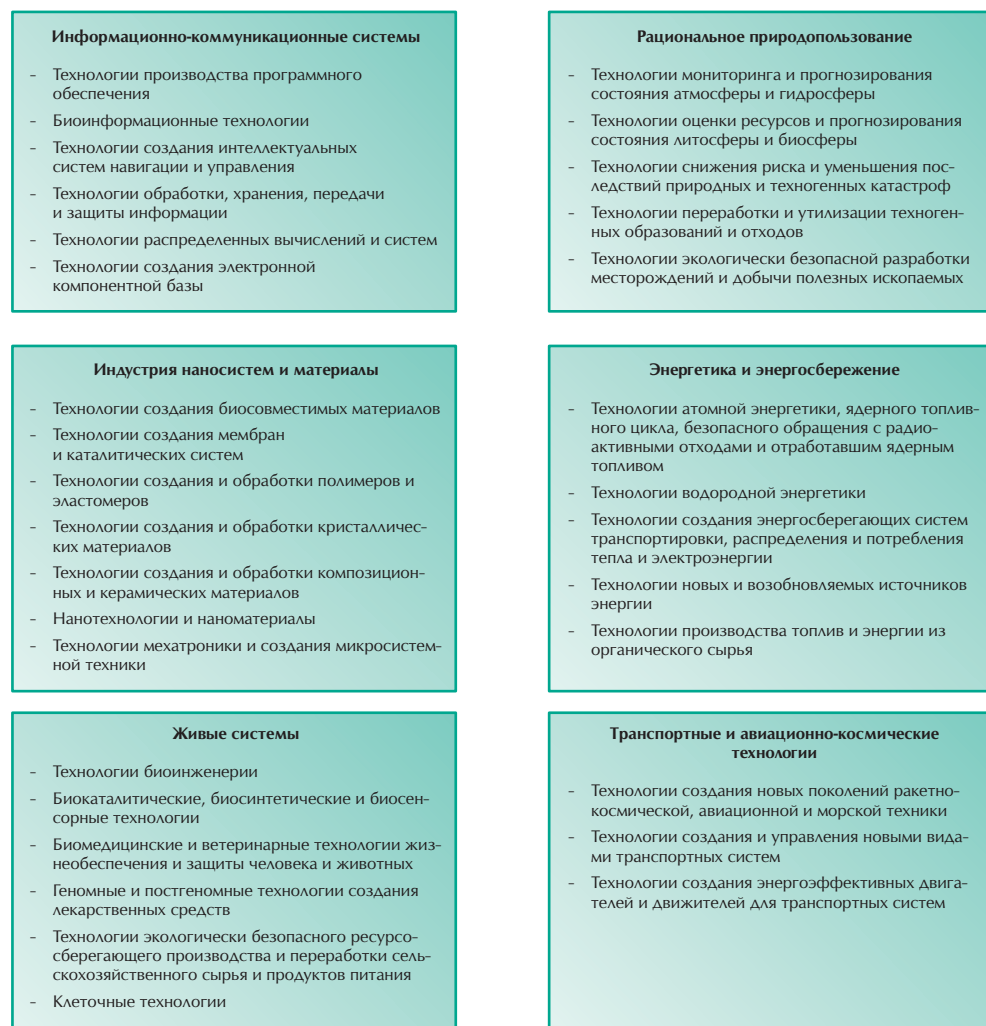 Информационно-коммуникационные системы
- Технологии производства программного
обеспечения
- Биоинформационные технологии
- Технологии создания интеллектуальных
систем навигации и управления
- Технологии обработки, хранения, передачи
и защиты информации
- Технологии распределенных вычислений и систем
- Технологии создания электронной
компонентной базы
Рациональное природопользование
- Технологии мониторинга и прогнозирования
состояния атмосферы и гидросферы
- Технологии оценки ресурсов и прогнозирования
состояния литосферы и биосферы
- Технологии снижения риска и уменьшения пос-
ледствий природных и техногенных катастроф
- Технологии переработки и утилизации техноген-
ных образований и отходов
- Технологии экологически безопасной разработки
месторождений и добычи полезных ископаемых
Индустрия наносистем и материалы
- Технологии создания биосовместимых материалов
- Технологии создания мембран
и каталитических систем
- Технологии создания и обработки полимеров и
эластомеров
- Технологии создания и обработки кристалличес-
ких материалов
- Технологии создания и обработки композицион-
ных и керамических материалов
- Нанотехнологии и наноматериалы
- Технологии мехатроники и создания микросистем-
ной техники
Энергетика и энергосбережение
- Технологии атомной энергетики, ядерного топлив-
ного цикла, безопасного обращения с радио-
активными отходами и отработавшим ядерным
топливом
- Технологии водородной энергетики
- Технологии создания энергосберегающих систем
транспортировки, распределения и потребления
тепла и электроэнергии
- Технологии новых и возобновляемых источников
энергии
- Технологии производства топлив и энергии из
органического сырья
Живые системы
- Технологии биоинженерии
- Биокаталитические, биосинтетические и биосен-
сорные технологии
- Биомедицинские и ветеринарные технологии жиз-
необеспечения и защиты человека и животных
- Геномные и постгеномные технологии создания
лекарственных средств
- Технологии экологически безопасного ресурсо-
сберегающего производства и переработки сель-
скохозяйственного сырья и продуктов питания
- Клеточные технологии
Транспортные и авиационно-космические
технологии
- Технологии создания новых поколений ракетно-
космической, авиационной и морской техники
- Технологии создания и управления новыми вида-
ми транспортных систем
- Технологии создания энергоэффективных двига-
телей и движителей для транспортных систем